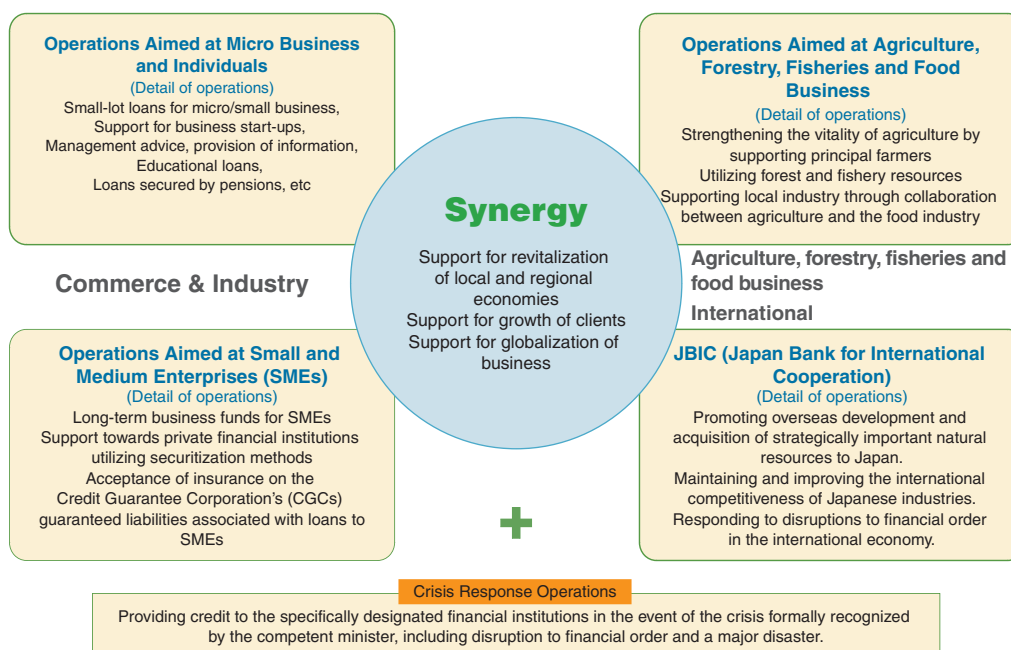 Operations Aimed at Micro Business
and Individuals
(Detail of operations)
Small-lot loans for micro/small business,
Support for business start-ups,
Management advice, provision of information,
Educational loans,
Loans secured by pensions, etc
Operations Aimed at Agriculture,
Forestry, Fisheries and Food
Business
(Detail of operations)
Strengthening the vitality of agriculture by
supporting principal farmers
Utilizing forest and fishery resources
Supporting local industry through collaboration
between agriculture and the food industry
Synergy
Support for revitalization
of local and regional
economies
Support for growth of clients
Support for globalization of
business
Commerce & Industry
Agriculture, forestry, fisheries and
food business
International
Operations Aimed at Small and
Medium Enterprises (SMEs)
(Detail of operations)
Long-term business funds for SMEs
Support towards private financial institutions
utilizing securitization methods
Acceptance of insurance on the
Credit Guarantee Corporation's (CGCs)
guaranteed liabilities associated with loans to
SMEs
JBIC (Japan Bank for International
Cooperation)
(Detail of operations)
Promoting overseas development and
acquisition of strategically important natural
resources to Japan.
Maintaining and improving the international
competitiveness of Japanese industries.
Responding to disruptions to financial order
in the international economy.
+
Crisis Response Operations
Providing credit to the specifically designated financial institutions in the event of the crisis formally recognized
by the competent minister, including disruption to financial order and a major disaster.